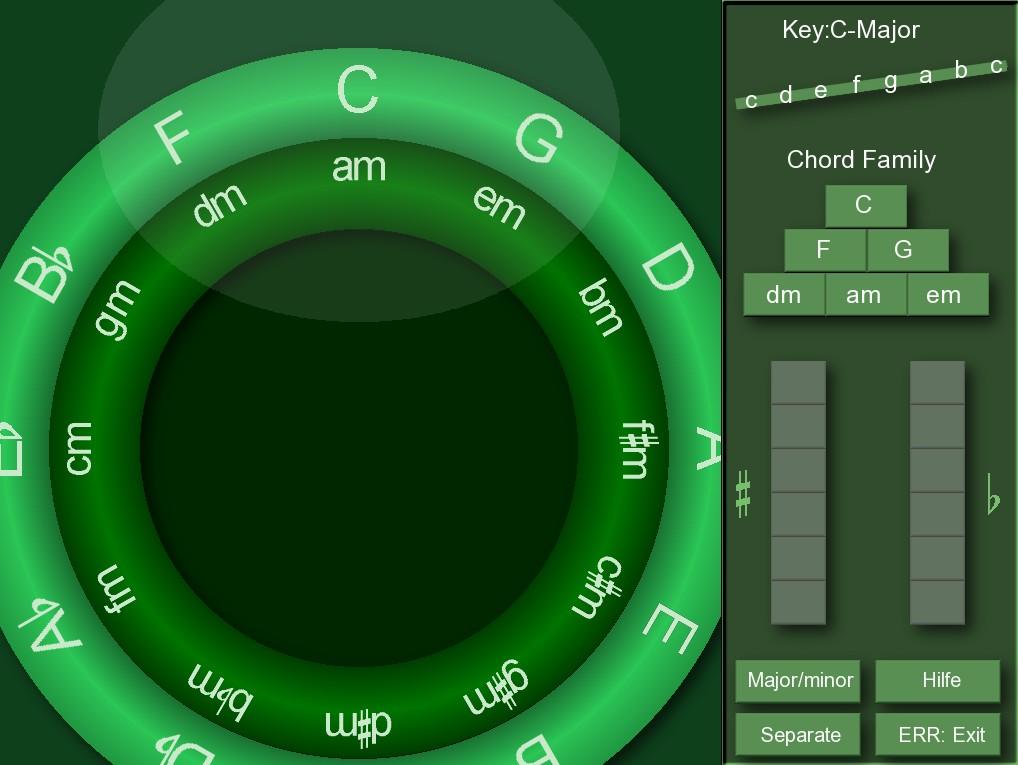 C
F
G
B♭
D
E♭
A
A♭
E
D♭
B
am
dm
em
gm
bm
cm
f#m
fm
c#m
b♭m
g#m
d#m
Key:C-Major
c d e f g a b c
Chord Family
C
F G
dm am em
♯ ♭
Major/minor Hilfe
Separate ERR: Exit